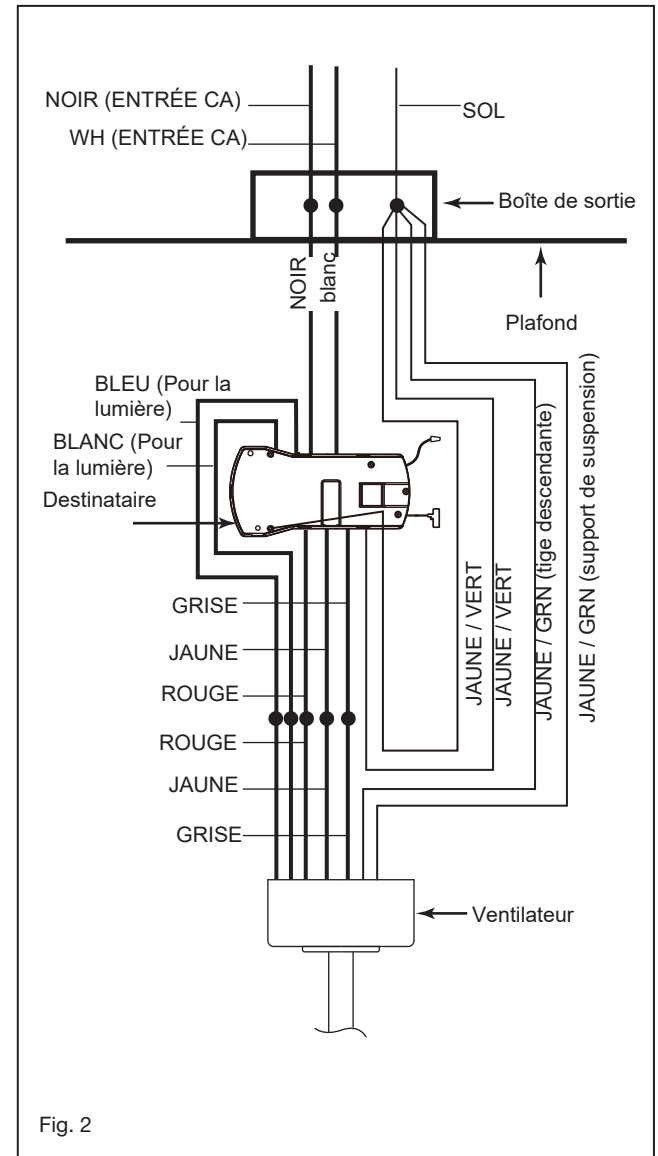 NOIR (ENTRÉE CA)
SOL
WH (ENTRÉE CA)
Boîte de sortie
NOIR
blanc
Plafond
BLEU (Pour la
lumière)
BLANC (Pour
la lumière)
Destinataire
JAUNE / VERT
JAUNE / VERT
JAUNE / GRN (tige descendante)
JAUNE / GRN (support de suspension)
GRISE
JAUNE
ROUGE
ROUGE
JAUNE
GRISE
Ventilateur
Fig. 2